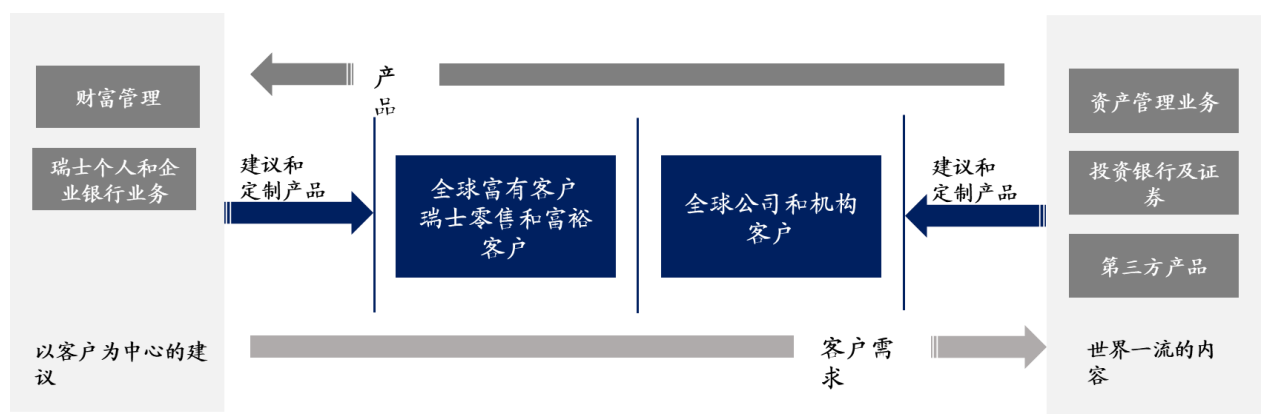 产
品
财富管理
瑞士个人和企
业银行业务
以客户为中心的建
议
建议和
定制产品
全球富有客户
瑞士零售和富裕
客户
全球公司和机构
客户
建议和
定制产品
客户需
求
资产管理业务
投资银行及证
券
第三方产品
世界一流的内
容